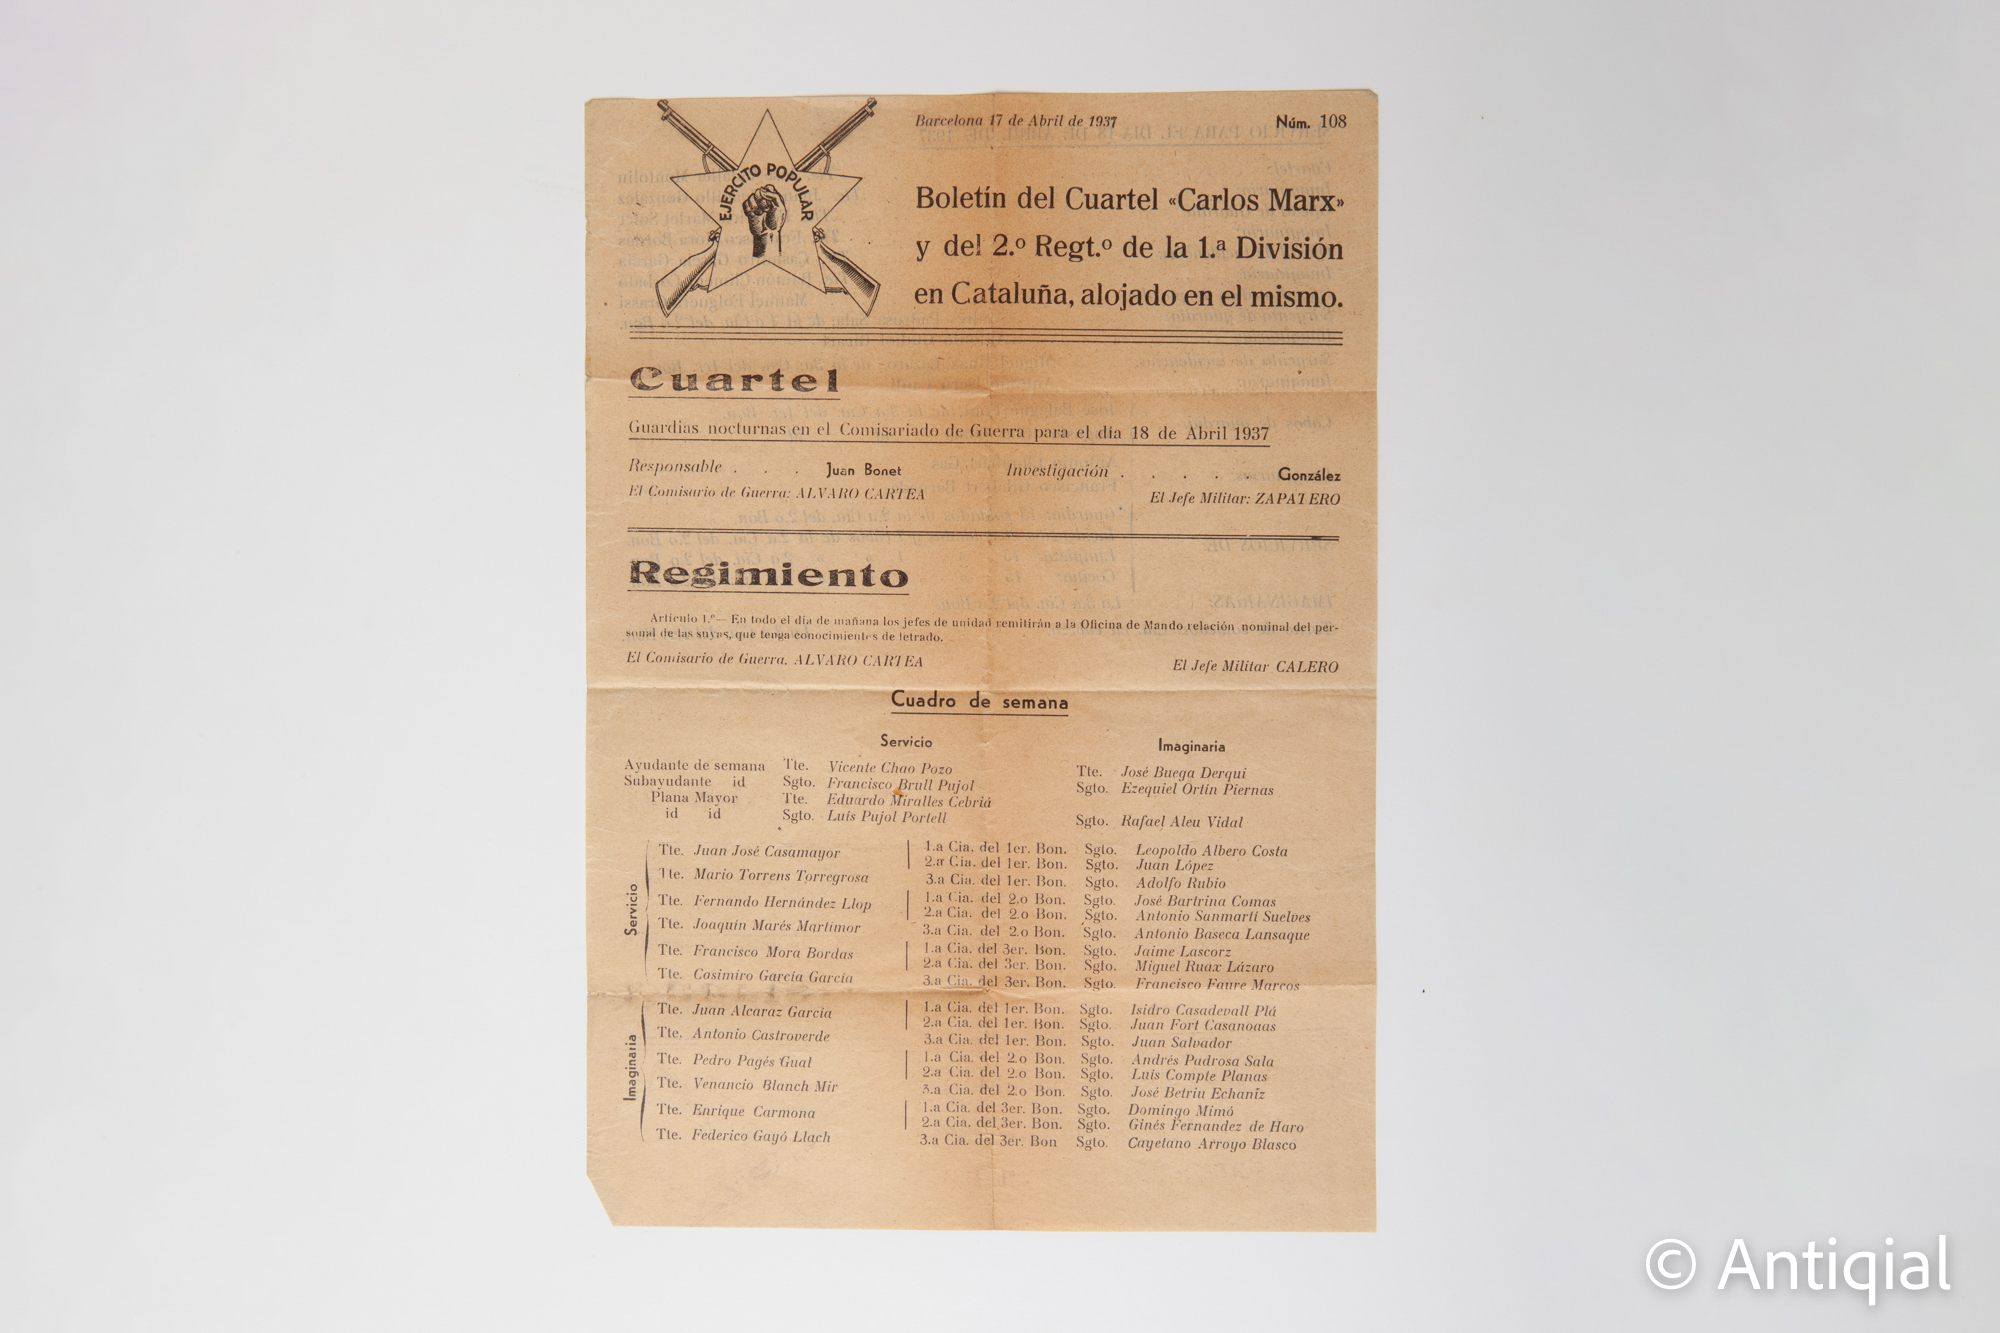 EJERCITO POPULAR
Barcelona 17 de Abril de 1937 Núm. 108
Boletín del Cuartel «Carlos Marx»
y del 2.º Regt.º de la 1.ª División
en Cataluña, alojado en el mismo.
Cuartel
Guardias nocturnas en el Comisariado de Guerra para el día 18 de Abril 1937
Responsable . . . Juan Bonet Investigación . . . . . González
El Comisario de Guerra: ALVARO CARTEA El Jefe Militar: ZAPATERO
Regimiento
Artículo 1.º— En todo el día de mañana los jefes de unidad remitirán a la Oficina de Mando relación nominal del per-
sonal de las suyas, que tenga conocimientos de letrado.
El Comisario de Guerra. ALVARO CARTEA El Jefe Militar CALERO
Cuadro de semana
Servicio Imaginaria
Ayudante de semana Tte. Vicente Chao Pozo Tte. José Buega Derqui
Subayudante id Sgto. Francisco Brull Pujol Sgto. Ezequiel Ortín Piernas
Plana Mayor Tte. Eduardo Miralles Cebriá
id id Sgto. Luis Pujol Portell Sgto. Rafael Aleu Vidal
Servicio
Tte. Juan José Casamayor 1.a Cia. del 1er. Bon. Sgto. Leopoldo Albero Costa
2.a Cia. del 1er. Bon. Sgto. Juan López
Tte. Mario Torrens Torregrosa 3.a Cia. del 1er. Bon. Sgto. Adolfo Rubio
Tte. Fernando Hernández Llop 1.a Cia. del 2.o Bon. Sgto. José Bartrina Comas
2.a Cia. del 2.o Bon. Sgto. Antonio Sanmartí Suelves
Tte. Joaquín Marés Martimor 3.a Cia. del 2.o Bon. Sgto. Antonio Baseca Lansaque
Tte. Francisco Mora Bordas 1.a Cia. del 3er. Bon. Sgto. Jaime Lascorz
2.a Cia. del 3er. Bon. Sgto. Miguel Ruax Lázaro
Tte. Casimiro García García 3.a Cia. del 3er. Bon. Sgto. Francisco Faure Marcos
Imaginaria
Tte. Juan Alcaraz García 1.a Cia. del 1er. Bon. Sgto. Isidro Casadevall Plá
2.a Cia. del 1er. Bon. Sgto. Juan Fort Casanoaas
Tte. Antonio Castroverde 3.a Cia. del 1er. Bon. Sgto. Juan Salvador
Tte. Pedro Pagés Gual 1.a Cia. del 2.o Bon. Sgto. Andrés Padrosa Sala
2.a Cia. del 2.o Bon. Sgto. Luis Compte Planas
Tte. Venancio Blanch Mir 3.a Cia. del 2.o Bon. Sgto. José Betriu Echaníz
Tte. Enrique Carmona 1.a Cia. del 3er. Bon. Sgto. Domingo Mimó
2.a Cia. del 3er. Bon. Sgto. Ginés Fernandez de Haro
Tte. Federico Gayó Llach 3.a Cia. del 3er. Bon Sgto. Cayetano Arroyo Blasco
© Antiqial